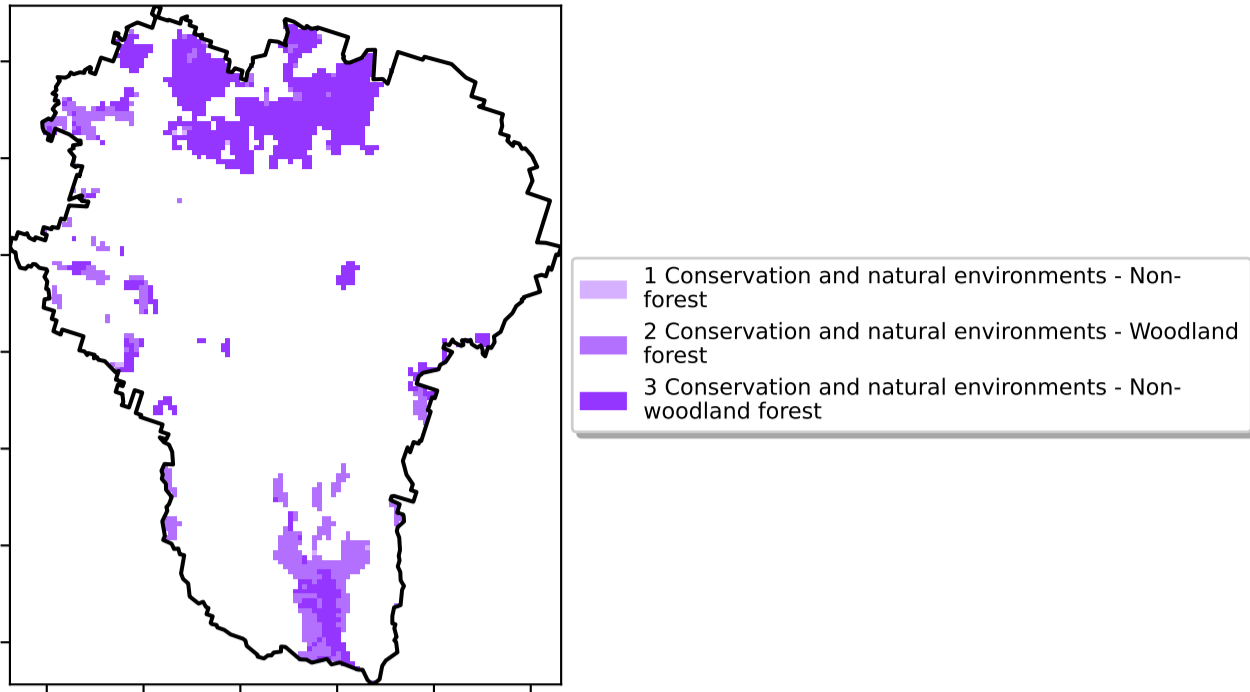 1 Conservation and natural environments - Non-
forest
2 Conservation and natural environments - Woodland
forest
3 Conservation and natural environments - Non-
woodland forest